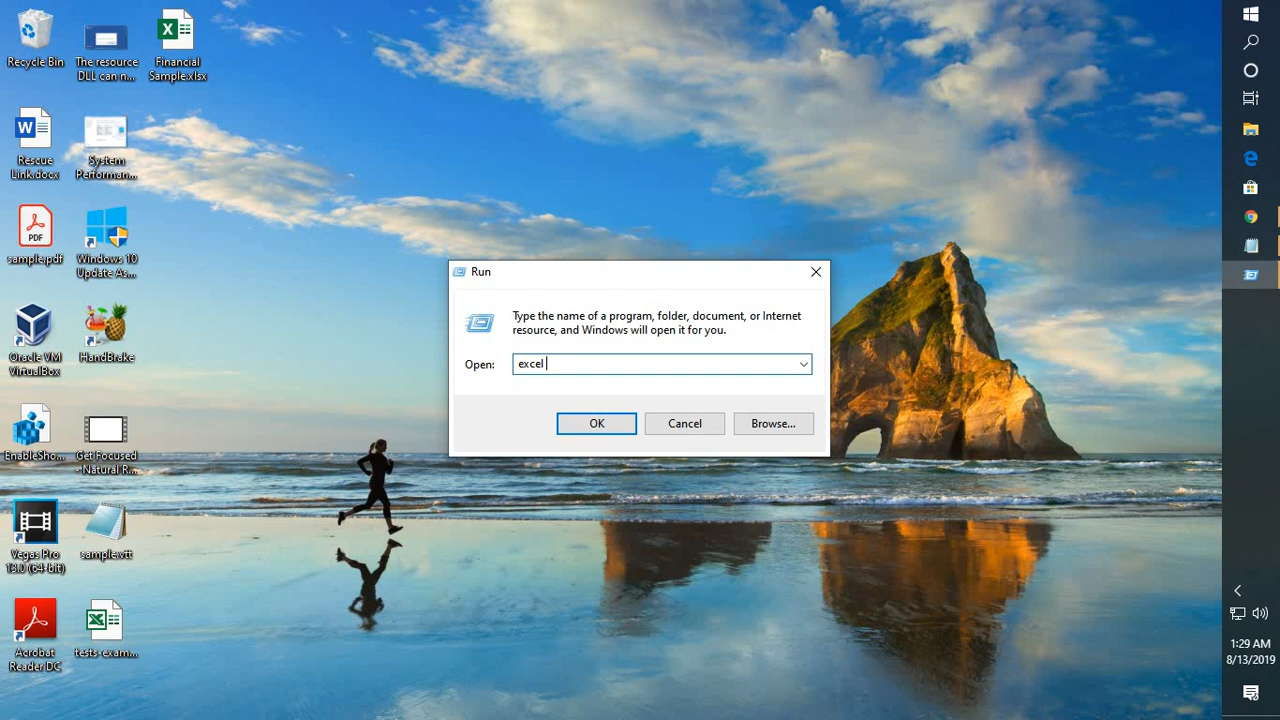 Recycle Bin
The resource
DLL can n...
Financial
Sample.xlsx
Rescue
Link.docx
System
Performan...
PDF
sample.pdf
Windows 10
Update As...
Oracle VM
VirtualBox
HandBrake
EnableSho...
Get Focused
- Natural R...
Vegas Pro
13.0 (64-bit)
sample.vtt
Acrobat
Reader DC
tests-exam...
Run
Type the name of a program, folder, document, or Internet
resource, and Windows will open it for you.
Open:
excel
OK
Cancel
Browse...
1:29 AM
8/13/2019